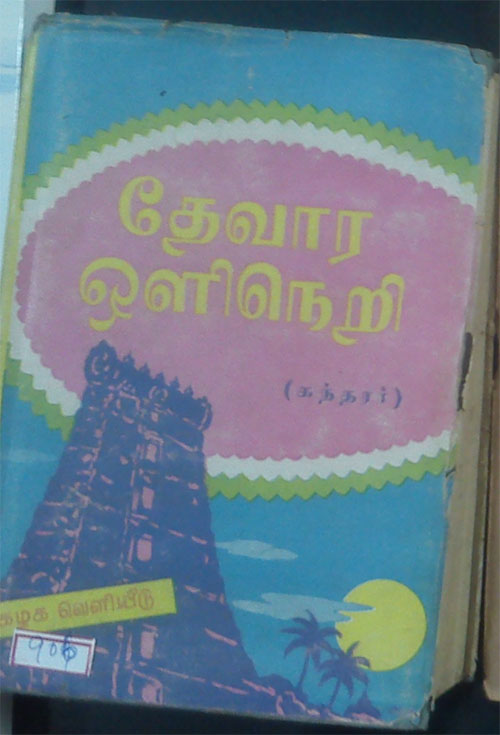 தேவார
ஒளிநெறி
(சுந்தரர்)
கழக வெளியீடு
906